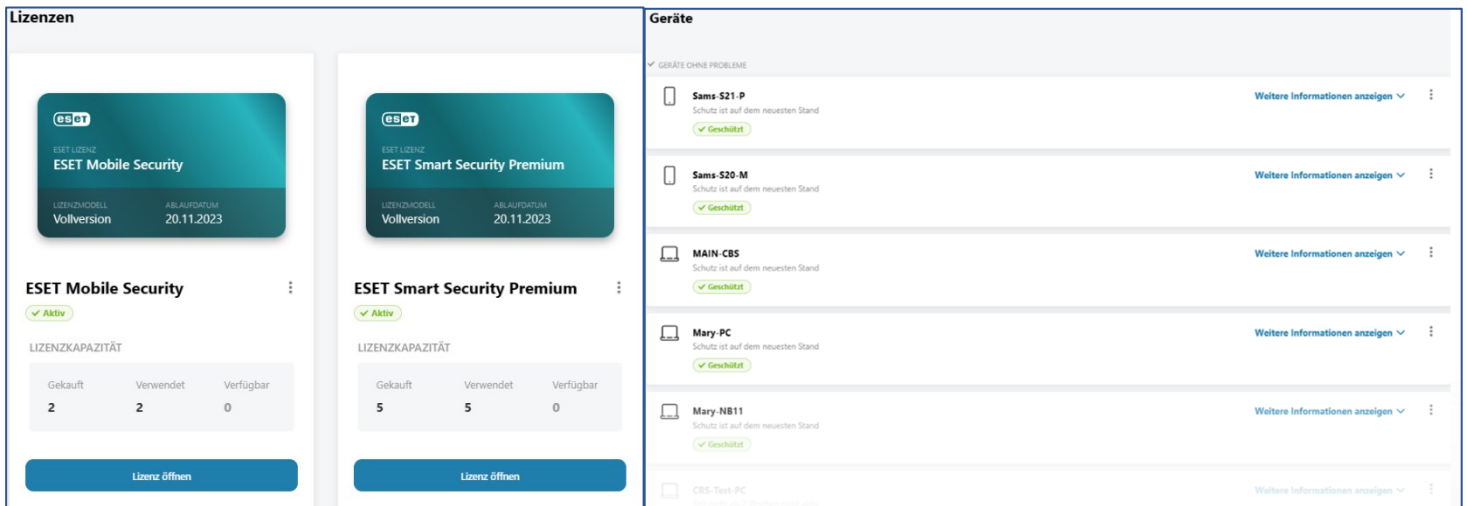 Lizenzen
eset
ESET LIZENZ
ESET Mobile Security
LIZENZMODELL ABLAUFDATUM
Vollversion 20.11.2023
ESET Mobile Security
Aktiv
LIZENZKAPAZITÄT
Gekauft Verwendet Verfügbar
2 2 0
Lizenz öffnen
eset
ESET LIZENZ
ESET Smart Security Premium
LIZENZMODELL ABLAUFDATUM
Vollversion 20.11.2023
ESET Smart Security Premium
Aktiv
LIZENZKAPAZITÄT
Gekauft Verwendet Verfügbar
5 5 0
Lizenz öffnen
Geräte
GERÄTE OHNE PROBLEME
Sams-S21-P Weitere Informationen anzeigen
Schutz ist auf dem neuesten Stand
Geschützt
Sams-S20-M Weitere Informationen anzeigen
Schutz ist auf dem neuesten Stand
Geschützt
MAIN-CBS Weitere Informationen anzeigen
Schutz ist auf dem neuesten Stand
Geschützt
Mary-PC Weitere Informationen anzeigen
Schutz ist auf dem neuesten Stand
Geschützt
Mary-NB11 Weitere Informationen anzeigen
Schutz ist auf dem neuesten Stand
Geschützt
CBS-Test-PC Weitere Informationen anzeigen